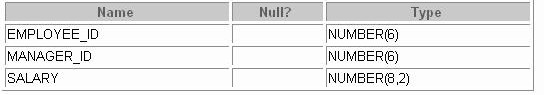 Name Null? Type
EMPLOYEE_ID NUMBER(6)
MANAGER_ID NUMBER(6)
SALARY NUMBER(8,2)